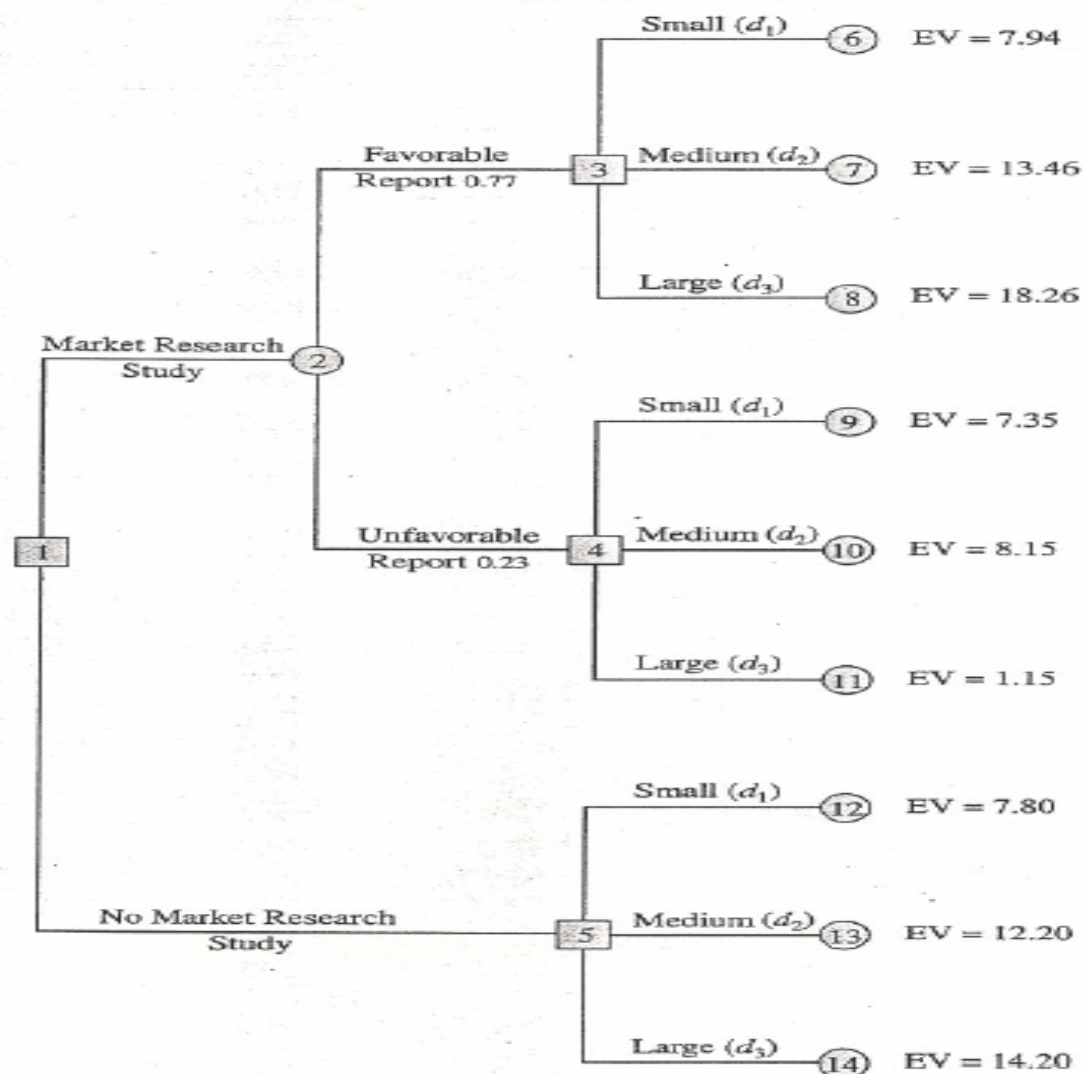 Small (d₁)
6 EV = 7.94
Favorable
Report 0.77
3
Medium (d₂)
7 EV = 13.46
Large (d₃)
8 EV = 18.26
Market Research
Study
2
Small (d₁)
9 EV = 7.35
Unfavorable
Report 0.23
4
Medium (d₂)
10 EV = 8.15
1
Large (d₃)
11 EV = 1.15
Small (d₁)
12 EV = 7.80
No Market Research
Study
5
Medium (d₂)
13 EV = 12.20
Large (d₃)
14 EV = 14.20